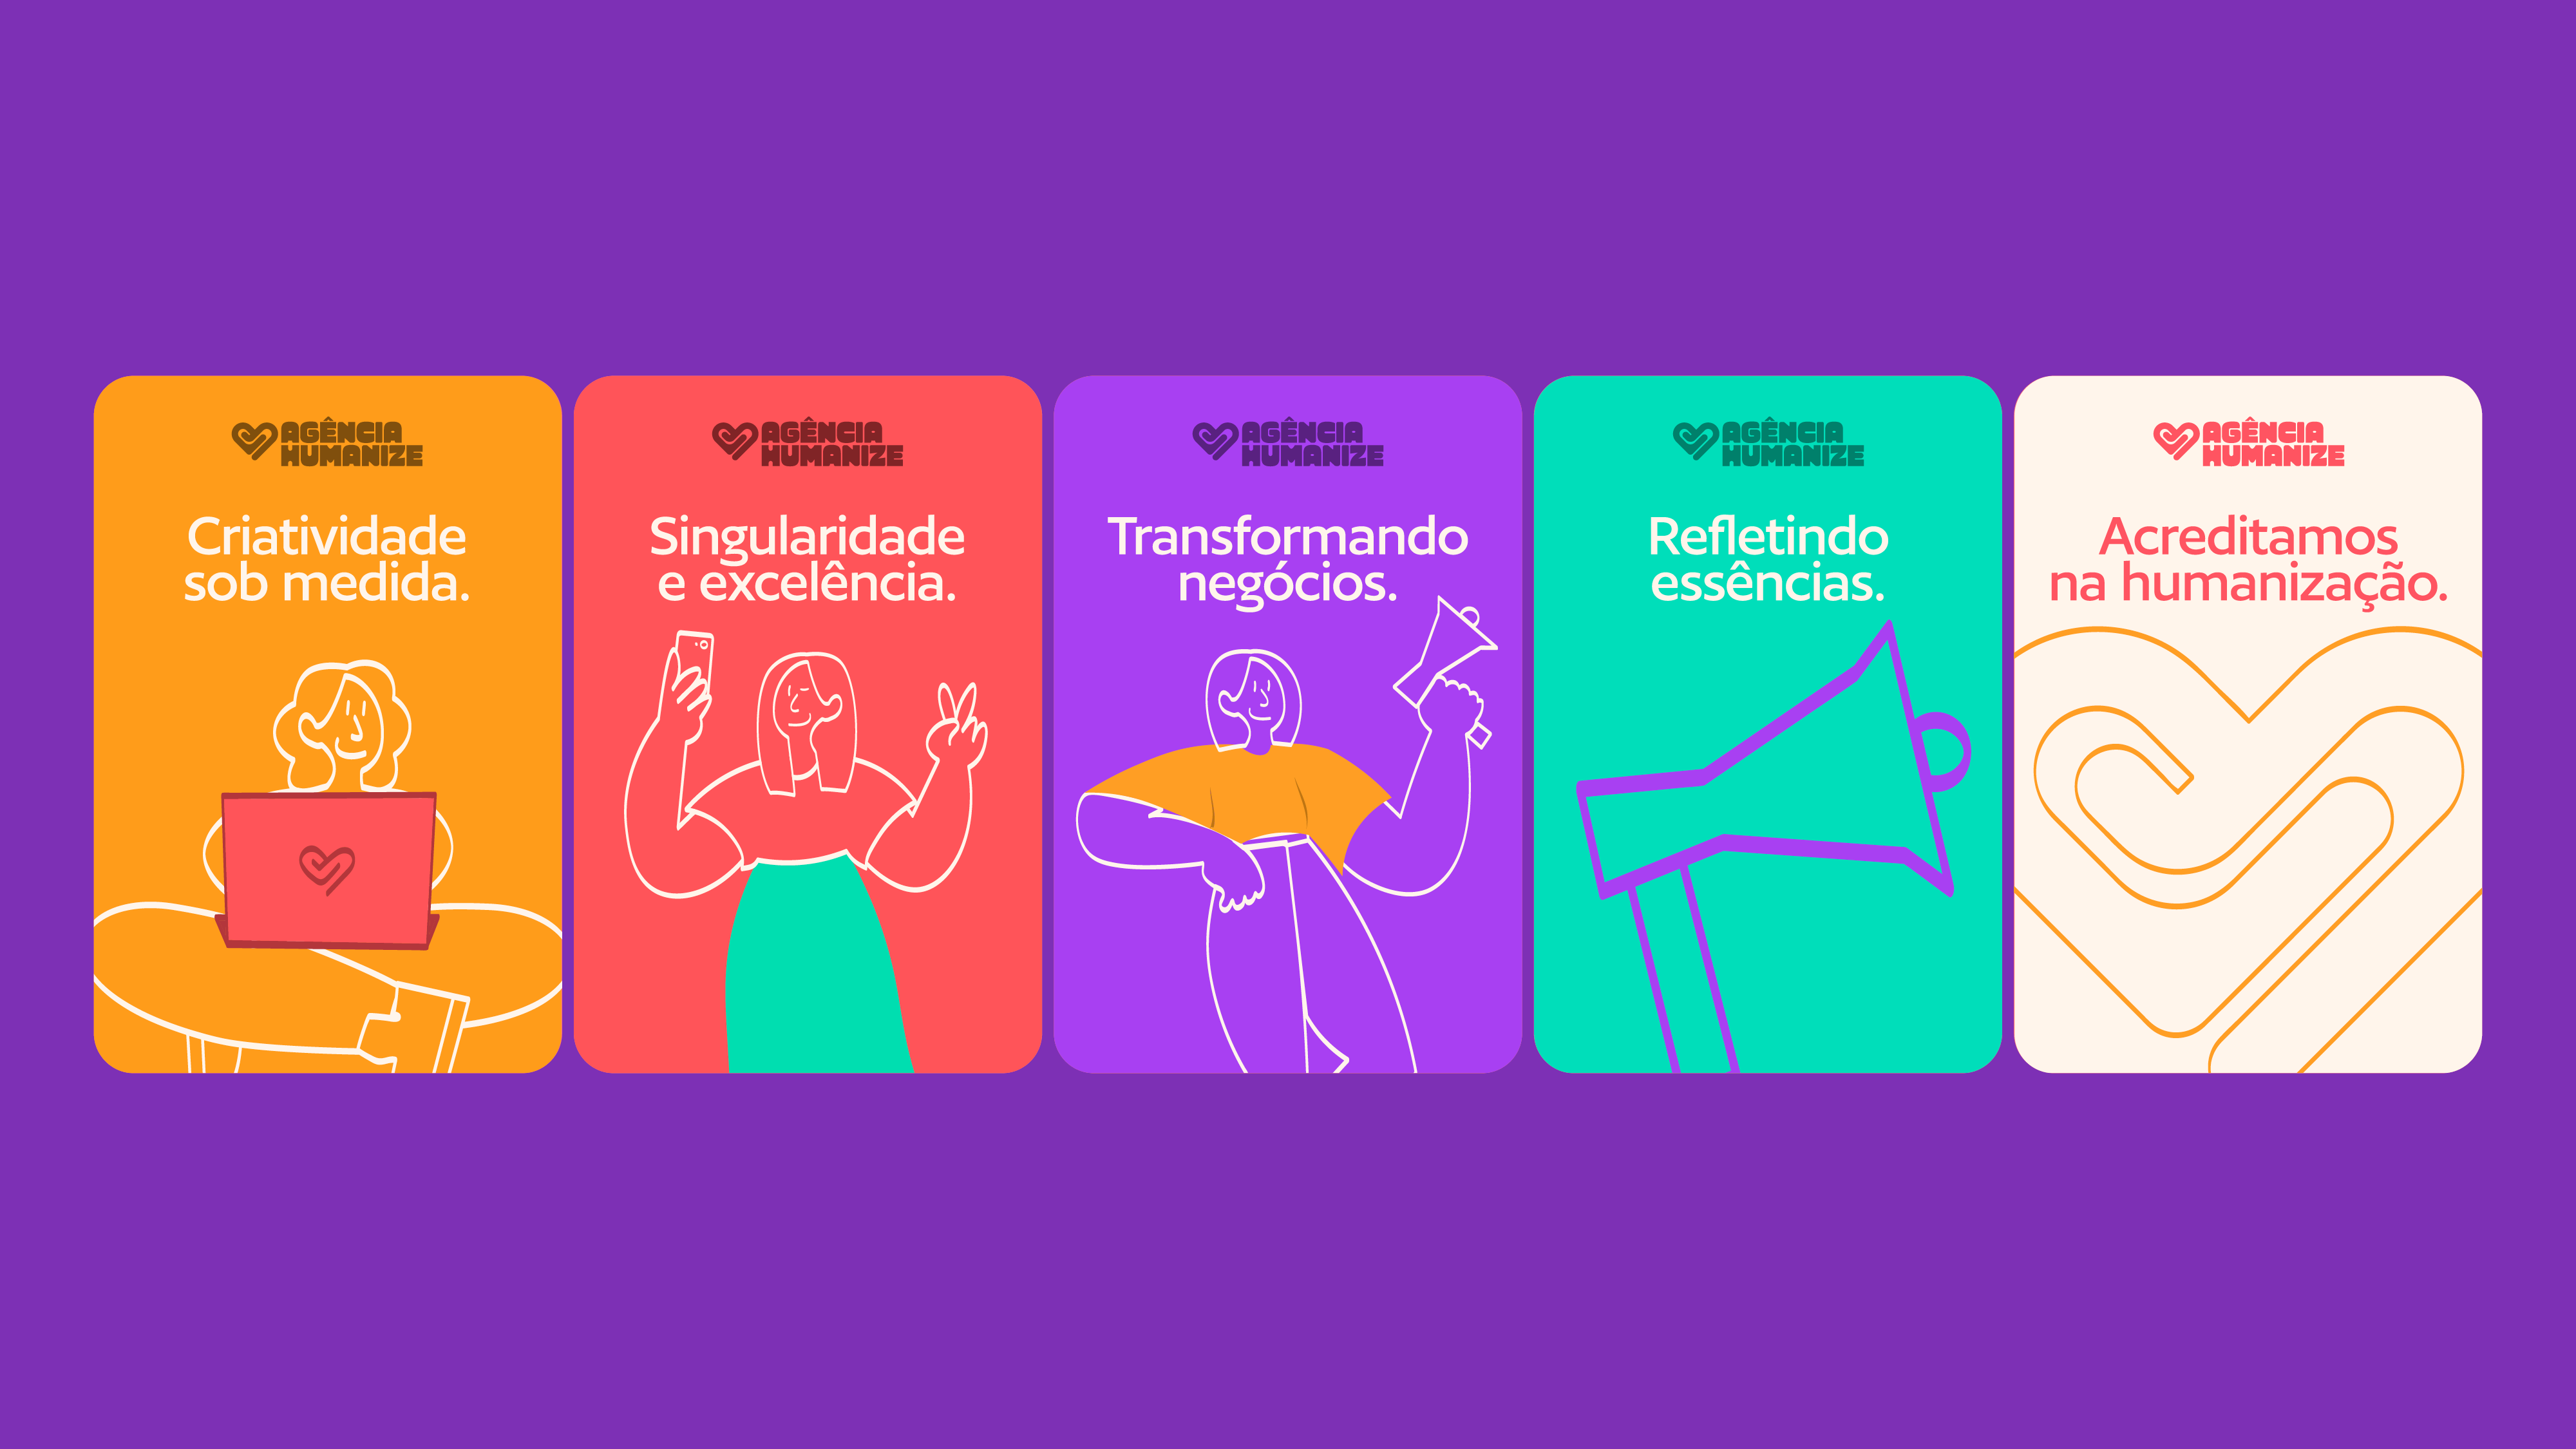 AGÊNCIA
HUMANIZE
Criatividade
sob medida.
AGÊNCIA
HUMANIZE
Singularidade
e excelência.
AGÊNCIA
HUMANIZE
Transformando
negócios.
AGÊNCIA
HUMANIZE
Refletindo
essências.
AGÊNCIA
HUMANIZE
Acreditamos
na humanização.